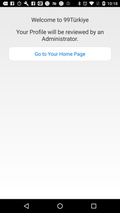 10:18
Welcome to 99Türkiye
Your Profile will be reviewed by an
Administrator.
Go to Your Home Page